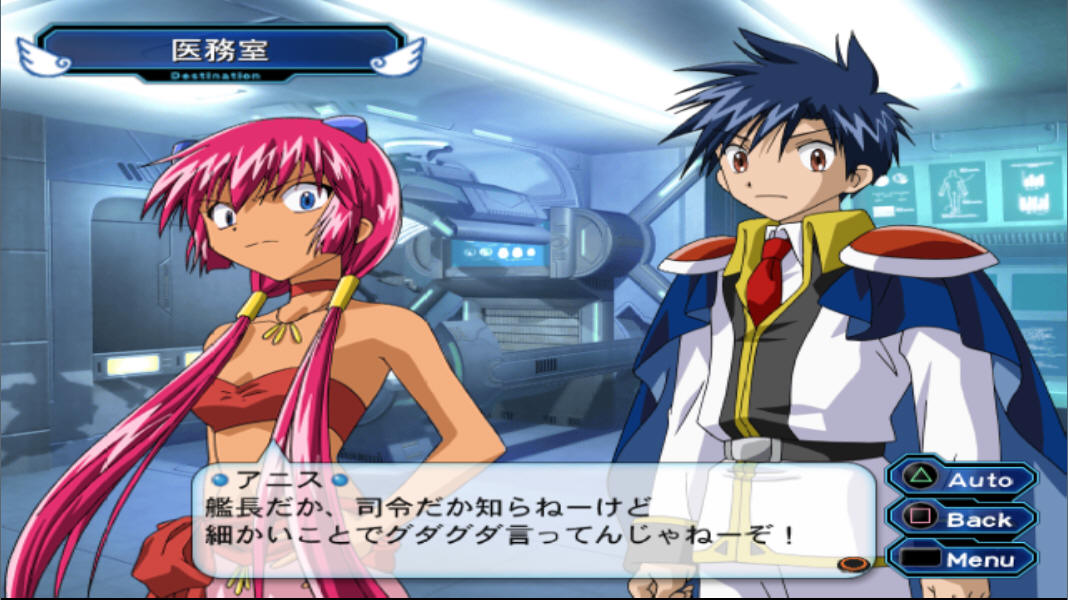 医務室
Destination
アニス
艦長だか、司令だか知らねーけど
細かいことでグダグダ言ってんじゃねーぞ！
Auto
Back
Menu